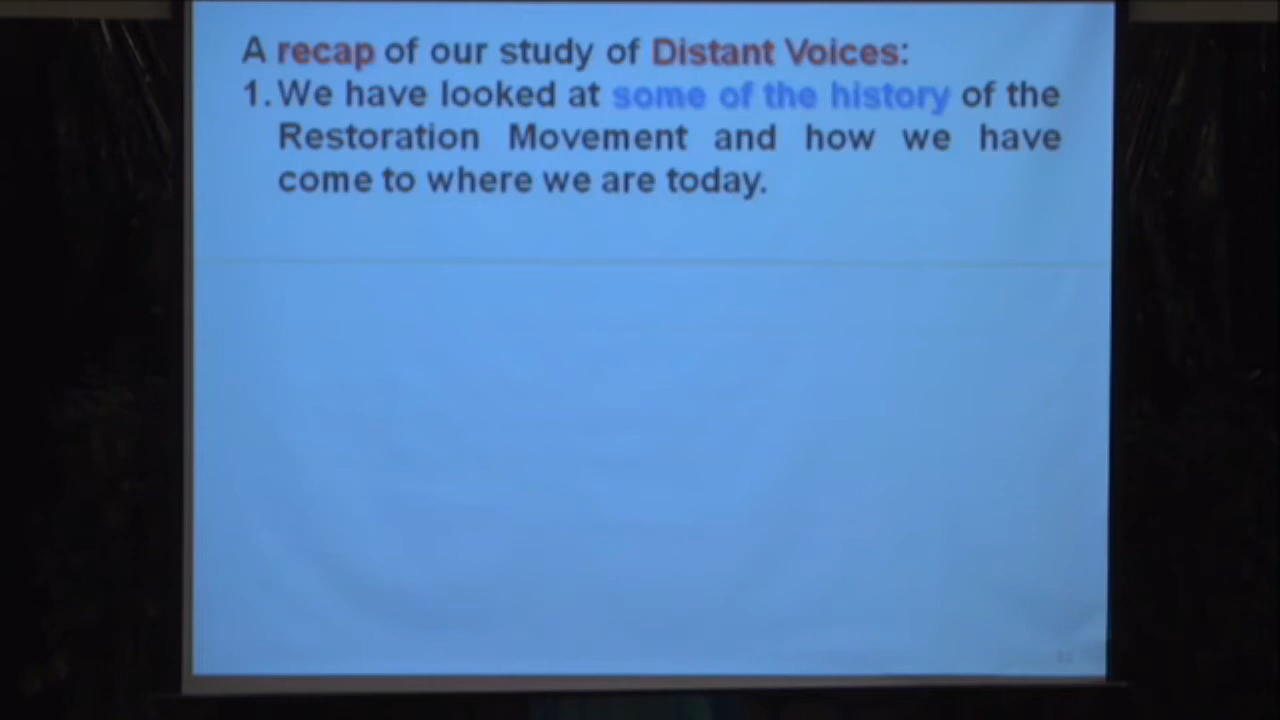 A recap of our study of Distant Voices:
1. We have looked at some of the history of the
Restoration Movement and how we have
come to where we are today.